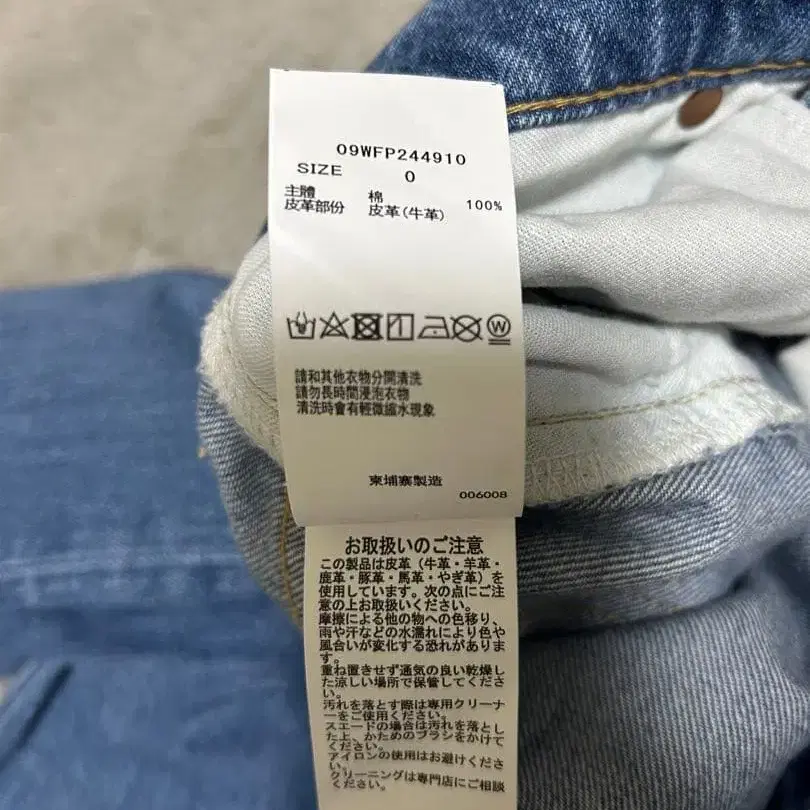 09WFP244910
SIZE 0
主體 棉 100%
皮革部份 皮革(牛革)
W
請和其他衣物分開清洗
請勿長時間浸泡衣物
清洗時會有輕微縮水現象
柬埔寨製造
006008
お取扱いのご注意
この製品は皮革(牛革・羊革・
鹿革・豚革・馬革・やぎ革)を
使用しています。次の点にご注
意の上お取扱いください。
摩擦による他の物への色移り、
雨や汗などの水濡れにより色や
風合いが変化する恐れがありま
す。
重ね置きせず通気の良い乾燥し
た涼しい場所で保管してくださ
い。
汚れを落とす際は専用クリーナ
ーをご使用ください。
スエードの場合は汚れを落とし
た上、かためのブラシをかけて
ください。
アイロンの使用はお避けくださ
い。
クリーニングは専門店にご相談
ください。